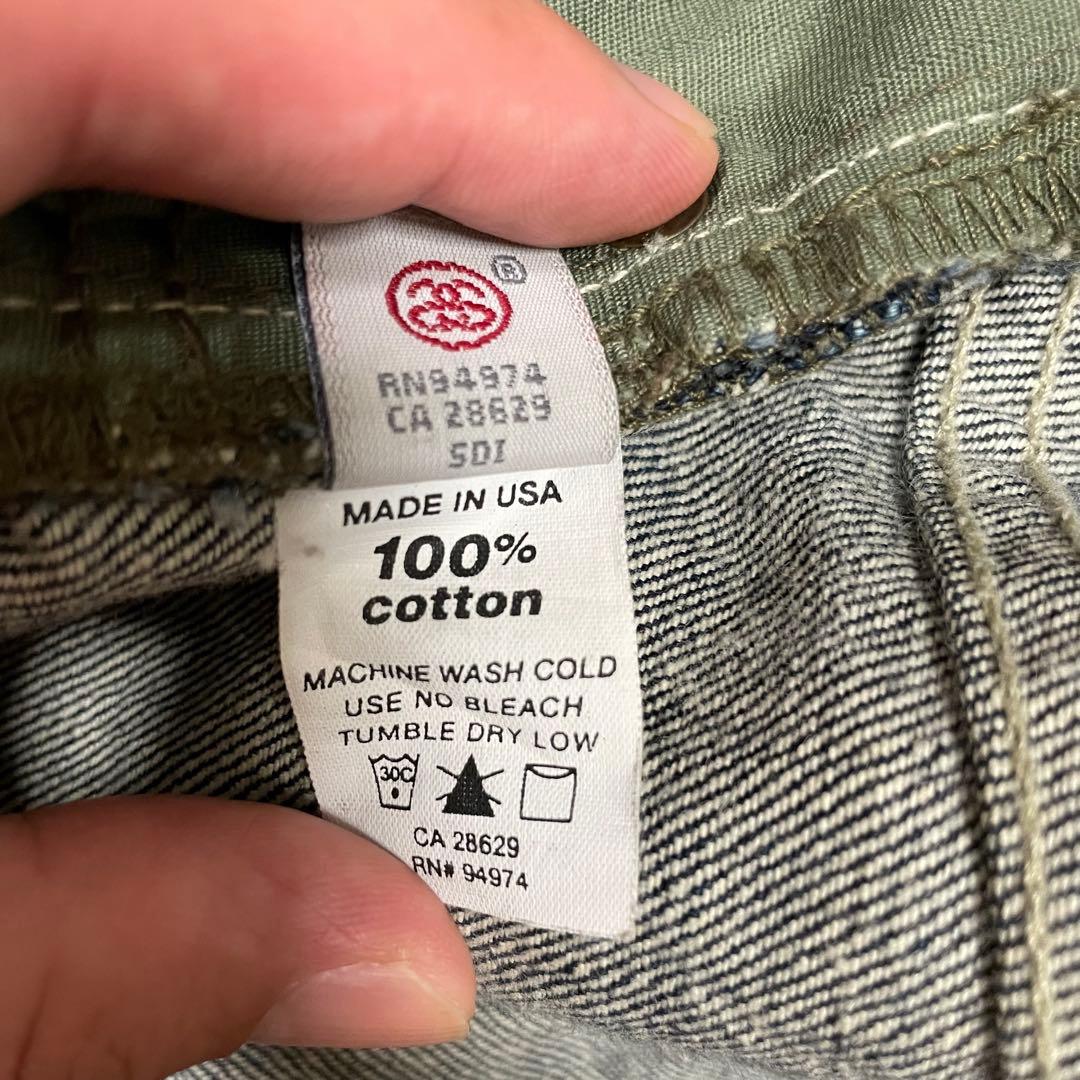 ®
RN94974
CA 28629
SDI
MADE IN USA
100%
cotton
MACHINE WASH COLD
USE NO BLEACH
TUMBLE DRY LOW
30C
CA 28629
RN# 94974